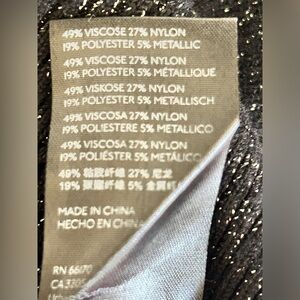 49% VISCOSE 27% NYLON
19% POLYESTER 5% METALLIC
49% VISCOSE 27% NYLON
19% POLYESTER 5% MÉTALLIQUE
49% VISKOSE 27% NYLON
19% POLYESTER 5% METALLISCH
49% VISCOSA 27% NYLON
19% POLIESTERE 5% METALLICO
49% VISCOSA 27% NYLON
19% POLIÉSTER 5% METÁLICO
49% 粘胶纤维 27% 尼龙
19% 聚酯纤维 5% 金属纤
MADE IN CHINA
HECHO EN CHINA
RN 66170
CA